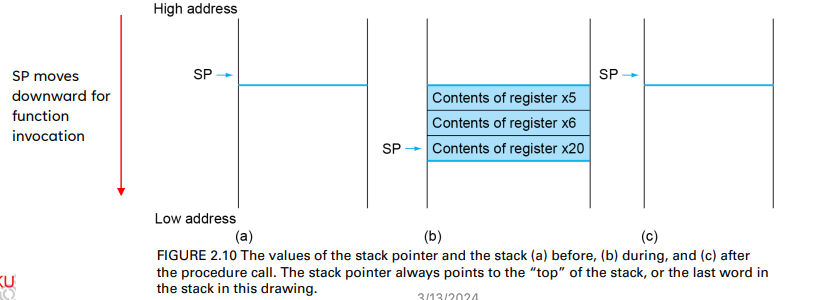 High address
SP moves
downward for
function
invocation
SP
SP
SP
Contents of register x5
Contents of register x6
Contents of register x20
Low address
(a)
(b)
(c)
FIGURE 2.10 The values of the stack pointer and the stack (a) before, (b) during, and (c) after
the procedure call. The stack pointer always points to the “top” of the stack, or the last word in
the stack in this drawing.
3/13/2024